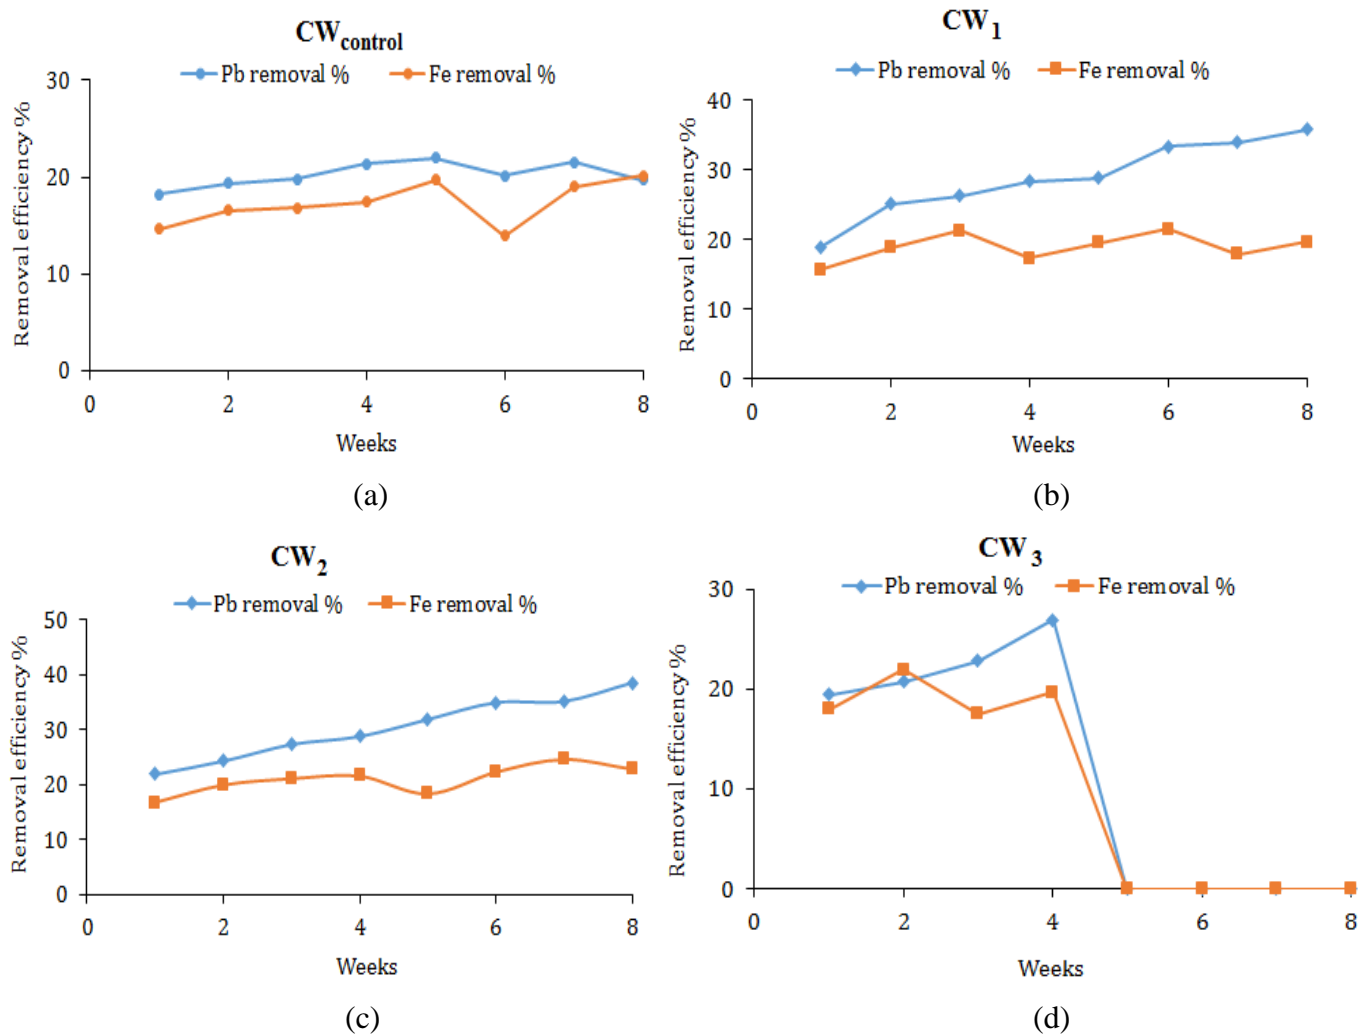 CWcontrol
Pb removal % Fe removal %
Removal efficiency %
30
20
10
0
0 2 4 6 8
Weeks
(a)
CW1
Pb removal % Fe removal %
Removal efficiency %
40
30
20
10
0
0 2 4 6 8
Weeks
(b)
CW2
Pb removal % Fe removal %
Removal efficiency %
50
40
30
20
10
0
0 2 4 6 8
Weeks
(c)
CW3
Pb removal % Fe removal %
Removal efficiency %
30
20
10
0
0 2 4 6 8
Weeks
(d)